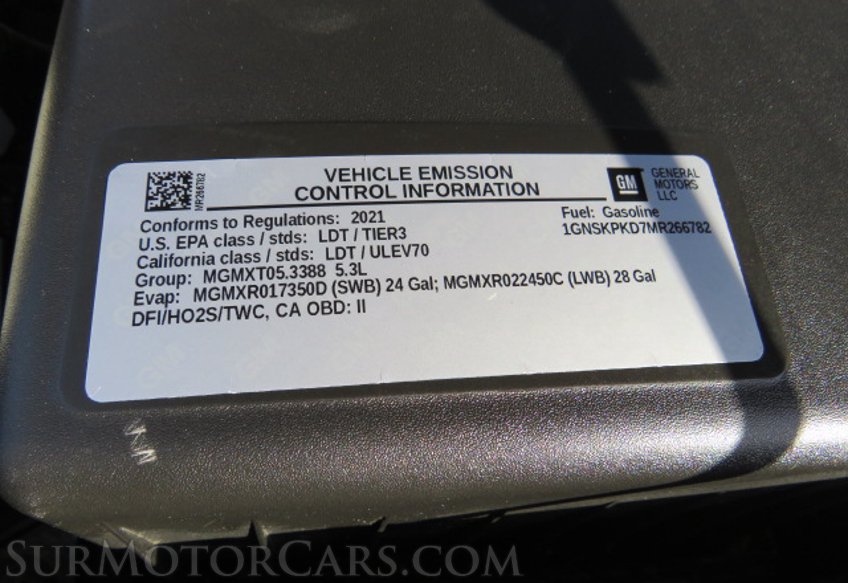 VEHICLE EMISSION
CONTROL INFORMATION
MR266782
GM
GENERAL
MOTORS
LLC
Conforms to Regulations: 2021
U.S. EPA class / stds: LDT / TIER3
California class / stds: LDT / ULEV70
Group: MGMXT05.3388 5.3L
Evap: MGMXR017350D (SWB) 24 Gal; MGMXR022450C (LWB) 28 Gal
DFI/HO2S/TWC, CA OBD: II
Fuel: Gasoline
1GNSKPKD7MR266782
SURMOTORCARS.COM